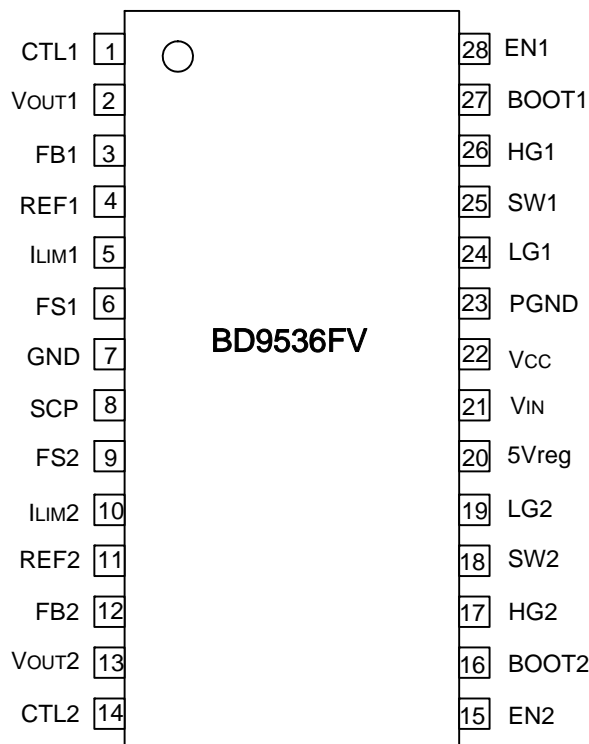 CTL1 1 28 EN1
VOUT1 2 27 BOOT1
FB1 3 26 HG1
REF1 4 25 SW1
ILIM1 5 24 LG1
FS1 6 23 PGND
BD9536FV
GND 7 22 VCC
SCP 8 21 VIN
FS2 9 20 5Vreg
ILIM2 10 19 LG2
REF2 11 18 SW2
FB2 12 17 HG2
VOUT2 13 16 BOOT2
CTL2 14 15 EN2